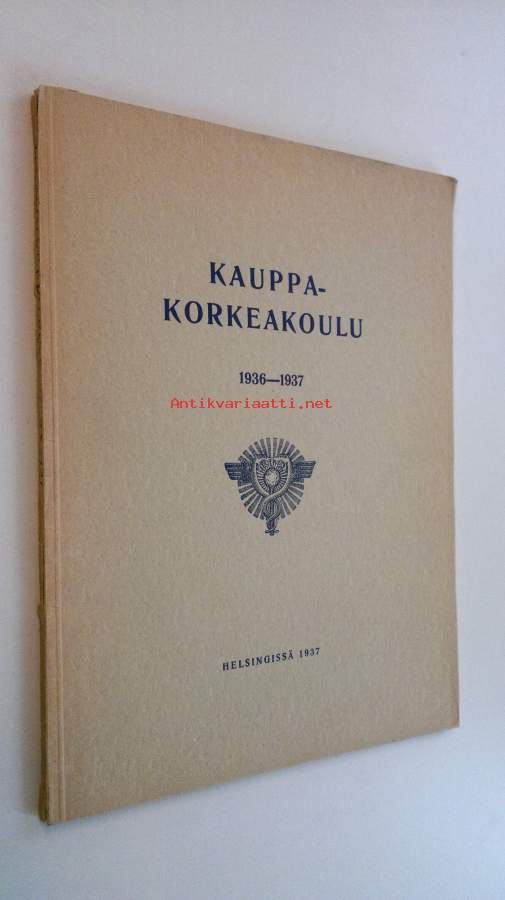 KAUPPA-
KORKEAKOULU
1936—1937
Antikvariaatti.net
HELSINGISSÄ 1937